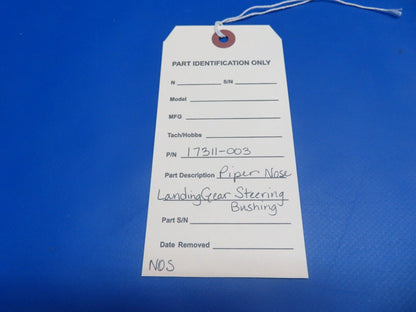 PART IDENTIFICATION ONLY
N S/N
Model
MFG
Tach/Hobbs
P/N 17311-003
Part Description Piper Nose
Landing Gear Steering
Bushing
Part S/N
Date Removed
NOS